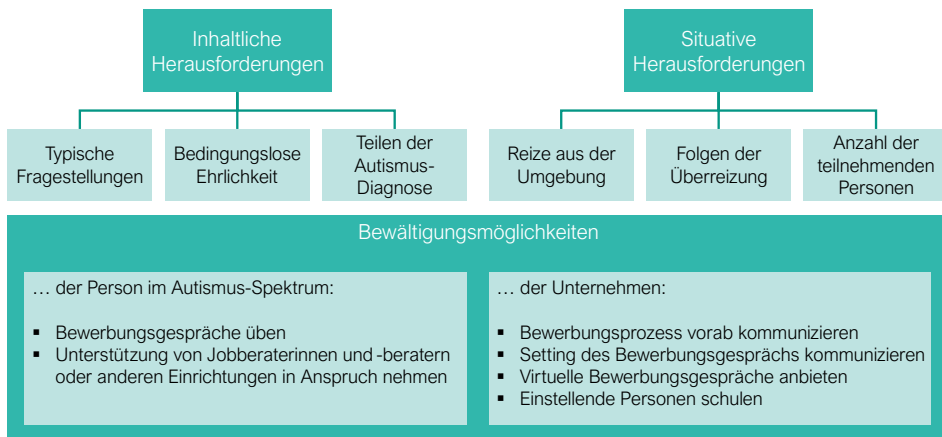 Inhaltliche
Herausforderungen
Situative
Herausforderungen
Typische
Fragestellungen
Bedingungslose
Ehrlichkeit
Teilen der
Autismus-
Diagnose
Reize aus der
Umgebung
Folgen der
Überreizung
Anzahl der
teilnehmenden
Personen
Bewältigungsmöglichkeiten
… der Person im Autismus-Spektrum:
▪ Bewerbungsgespräche üben
▪ Unterstützung von Jobberaterinnen und -beratern
oder anderen Einrichtungen in Anspruch nehmen
… der Unternehmen:
▪ Bewerbungsprozess vorab kommunizieren
▪ Setting des Bewerbungsgesprächs kommunizieren
▪ Virtuelle Bewerbungsgespräche anbieten
▪ Einstellende Personen schulen